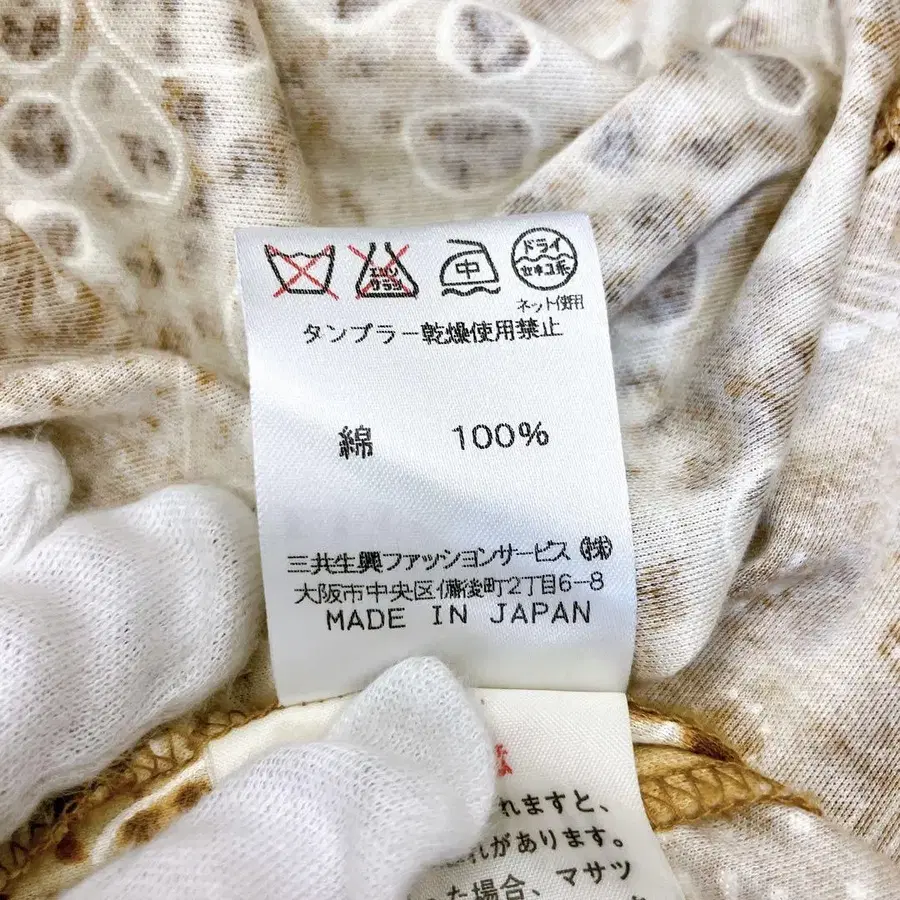 エンソ サラシ
中
ドライ
セキユ系
ネット使用
タンブラー乾燥使用禁止
綿 100%
三共生興ファッションサービス(株)
大阪市中央区備後町2丁目6-8
MADE IN JAPAN
れますと、
れがあります。
た場合、マサツ